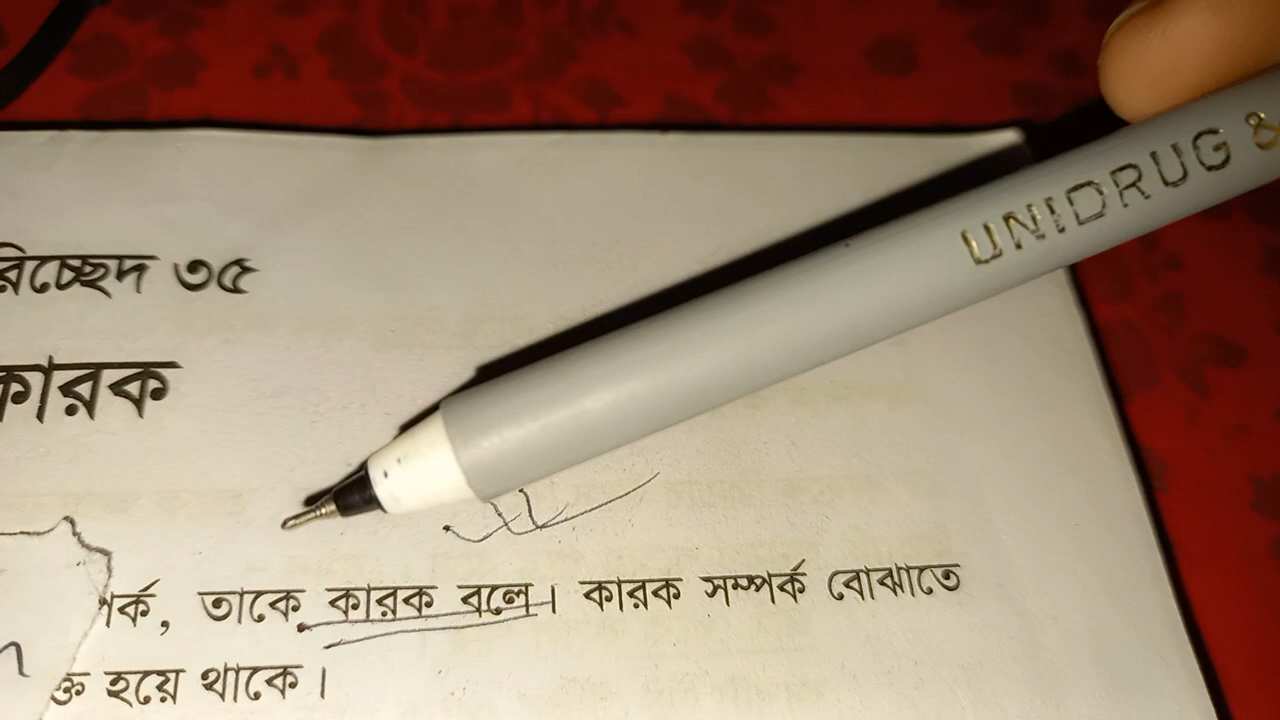 রিচ্ছেদ ৩৫
কারক
র্ক, তাকে কারক বলে। কারক সম্পর্ক বোঝাতে
ক্ত হয়ে থাকে।
UNIDRUG &